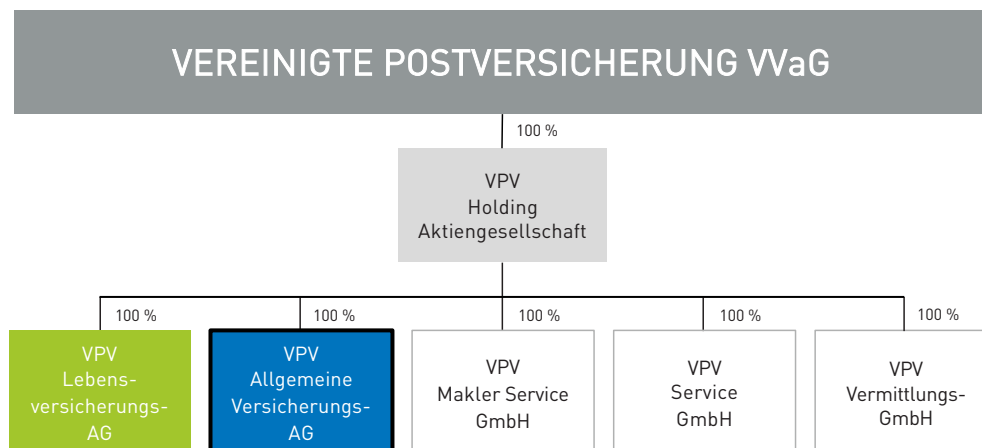 VEREINIGTE POSTVERSICHERUNG VVaG
100 %
VPV
Holding
Aktiengesellschaft
100 %
100 %
100 %
100 %
100 %
VPV
Lebens-
versicherungs-
AG
VPV
Allgemeine
Versicherungs-
AG
VPV
Makler Service
GmbH
VPV
Service
GmbH
VPV
Vermittlungs-
GmbH